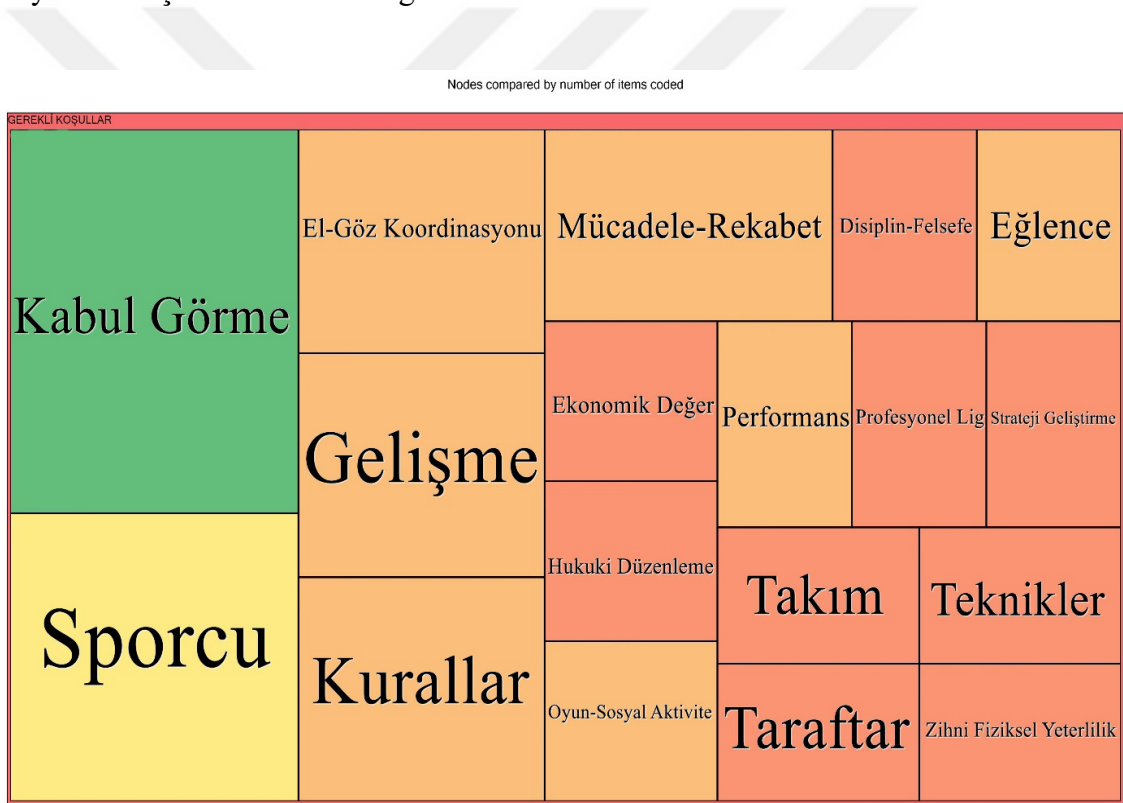 Nodes compared by number of items coded
GEREKLİ KOŞULLAR
Kabul Görme
Sporcu
El-Göz Koordinasyonu
Gelişme
Kurallar
Mücadele-Rekabet
Disiplin-Felsefe
Eğlence
Ekonomik Değer
Hukuki Düzenleme
Oyun-Sosyal Aktivite
Performans
Profesyonel Lig
Strateji Geliştirme
Takım
Teknikler
Taraftar
Zihni Fiziksel Yeterlilik